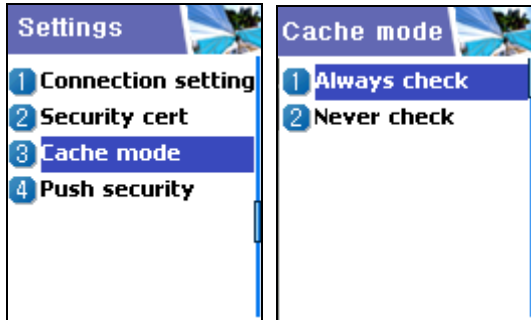 Settings
1 Connection setting
2 Security cert
3 Cache mode
4 Push security
Cache mode
1 Always check
2 Never check